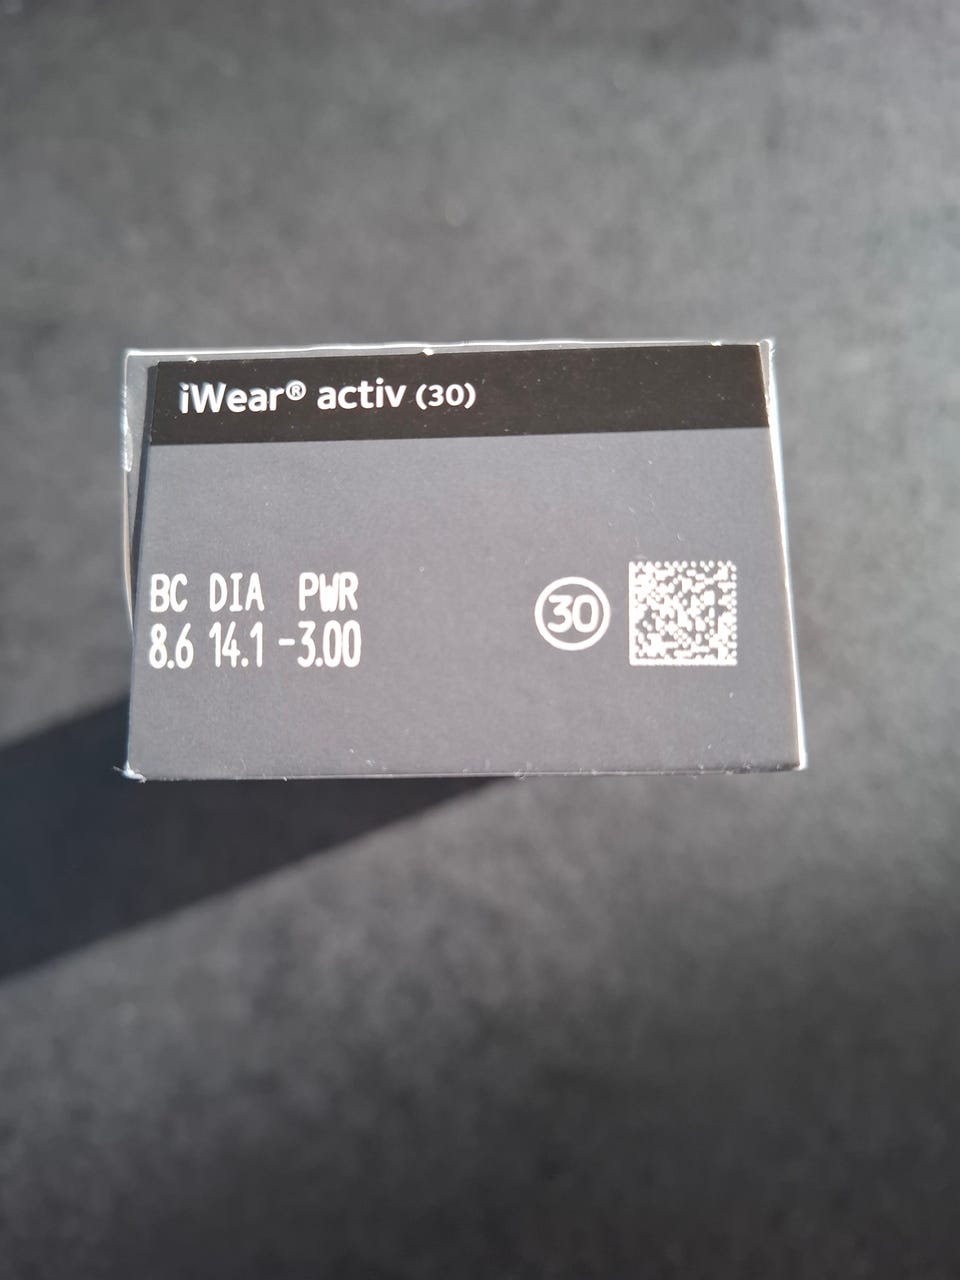 iWear® activ (30)
BC DIA PWR
8.6 14.1 -3.00
30